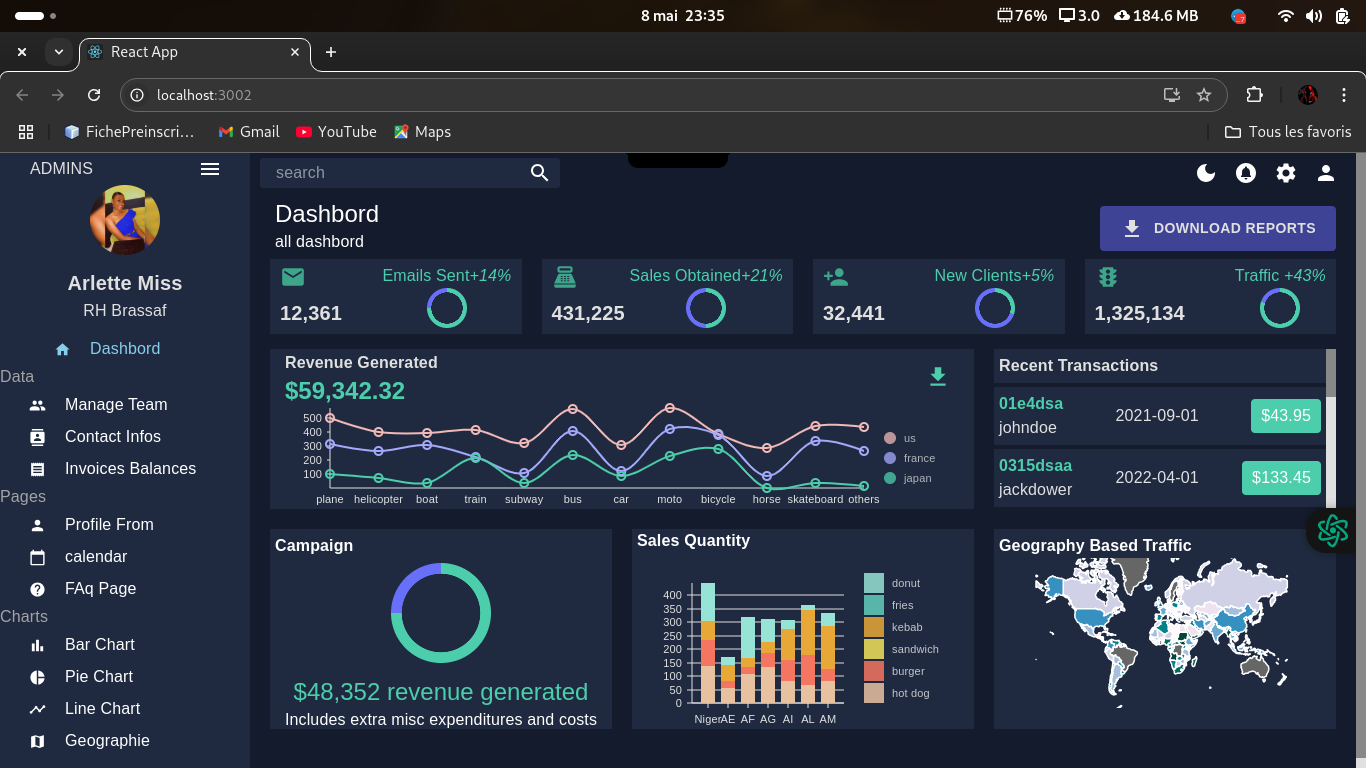 8 mai 23:35
76% 3.0 184.6 MB
React App
localhost:3002
FichePreinscri... Gmail YouTube Maps Tous les favoris
ADMINS
Arlette Miss
RH Brassaf
Dashbord
Data
Manage Team
Contact Infos
Invoices Balances
Pages
Profile From
calendar
FAq Page
Charts
Bar Chart
Pie Chart
Line Chart
Geographie
search
Dashbord
all dashbord
DOWNLOAD REPORTS
Emails Sent+14%
12,361
Sales Obtained+21%
431,225
New Clients+5%
32,441
Traffic +43%
1,325,134
Revenue Generated
$59,342.32
500
400
300
200
100
plane helicopter boat train subway bus car moto bicycle horse skateboard others
us
france
japan
Recent Transactions
01e4dsa
johndoe
2021-09-01
$43.95
0315dsaa
jackdower
2022-04-01
$133.45
Campaign
$48,352 revenue generated
Includes extra misc expenditures and costs
Sales Quantity
400
350
300
250
200
150
100
50
0
Niger AE AF AG AI AL AM
donut
fries
kebab
sandwich
burger
hot dog
Geography Based Traffic